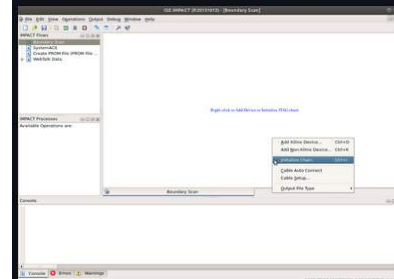 ISE iMPACT (P.20131013) - [Boundary Scan]
File Edit View Operations Output Debug Window Help
iMPACT Flows
Boundary Scan
SystemACE
Create PROM File (PROM File ...
WebTalk Data
Right click to Add Device or Initialize JTAG chain
iMPACT Processes
Available Operations are:
Add Xilinx Device... Ctrl+D
Add Non-Xilinx Device... Ctrl+K
Initialize Chain Ctrl+I
Cable Auto Connect
Cable Setup...
Output File Type
Boundary Scan
Console
Console Errors Warnings